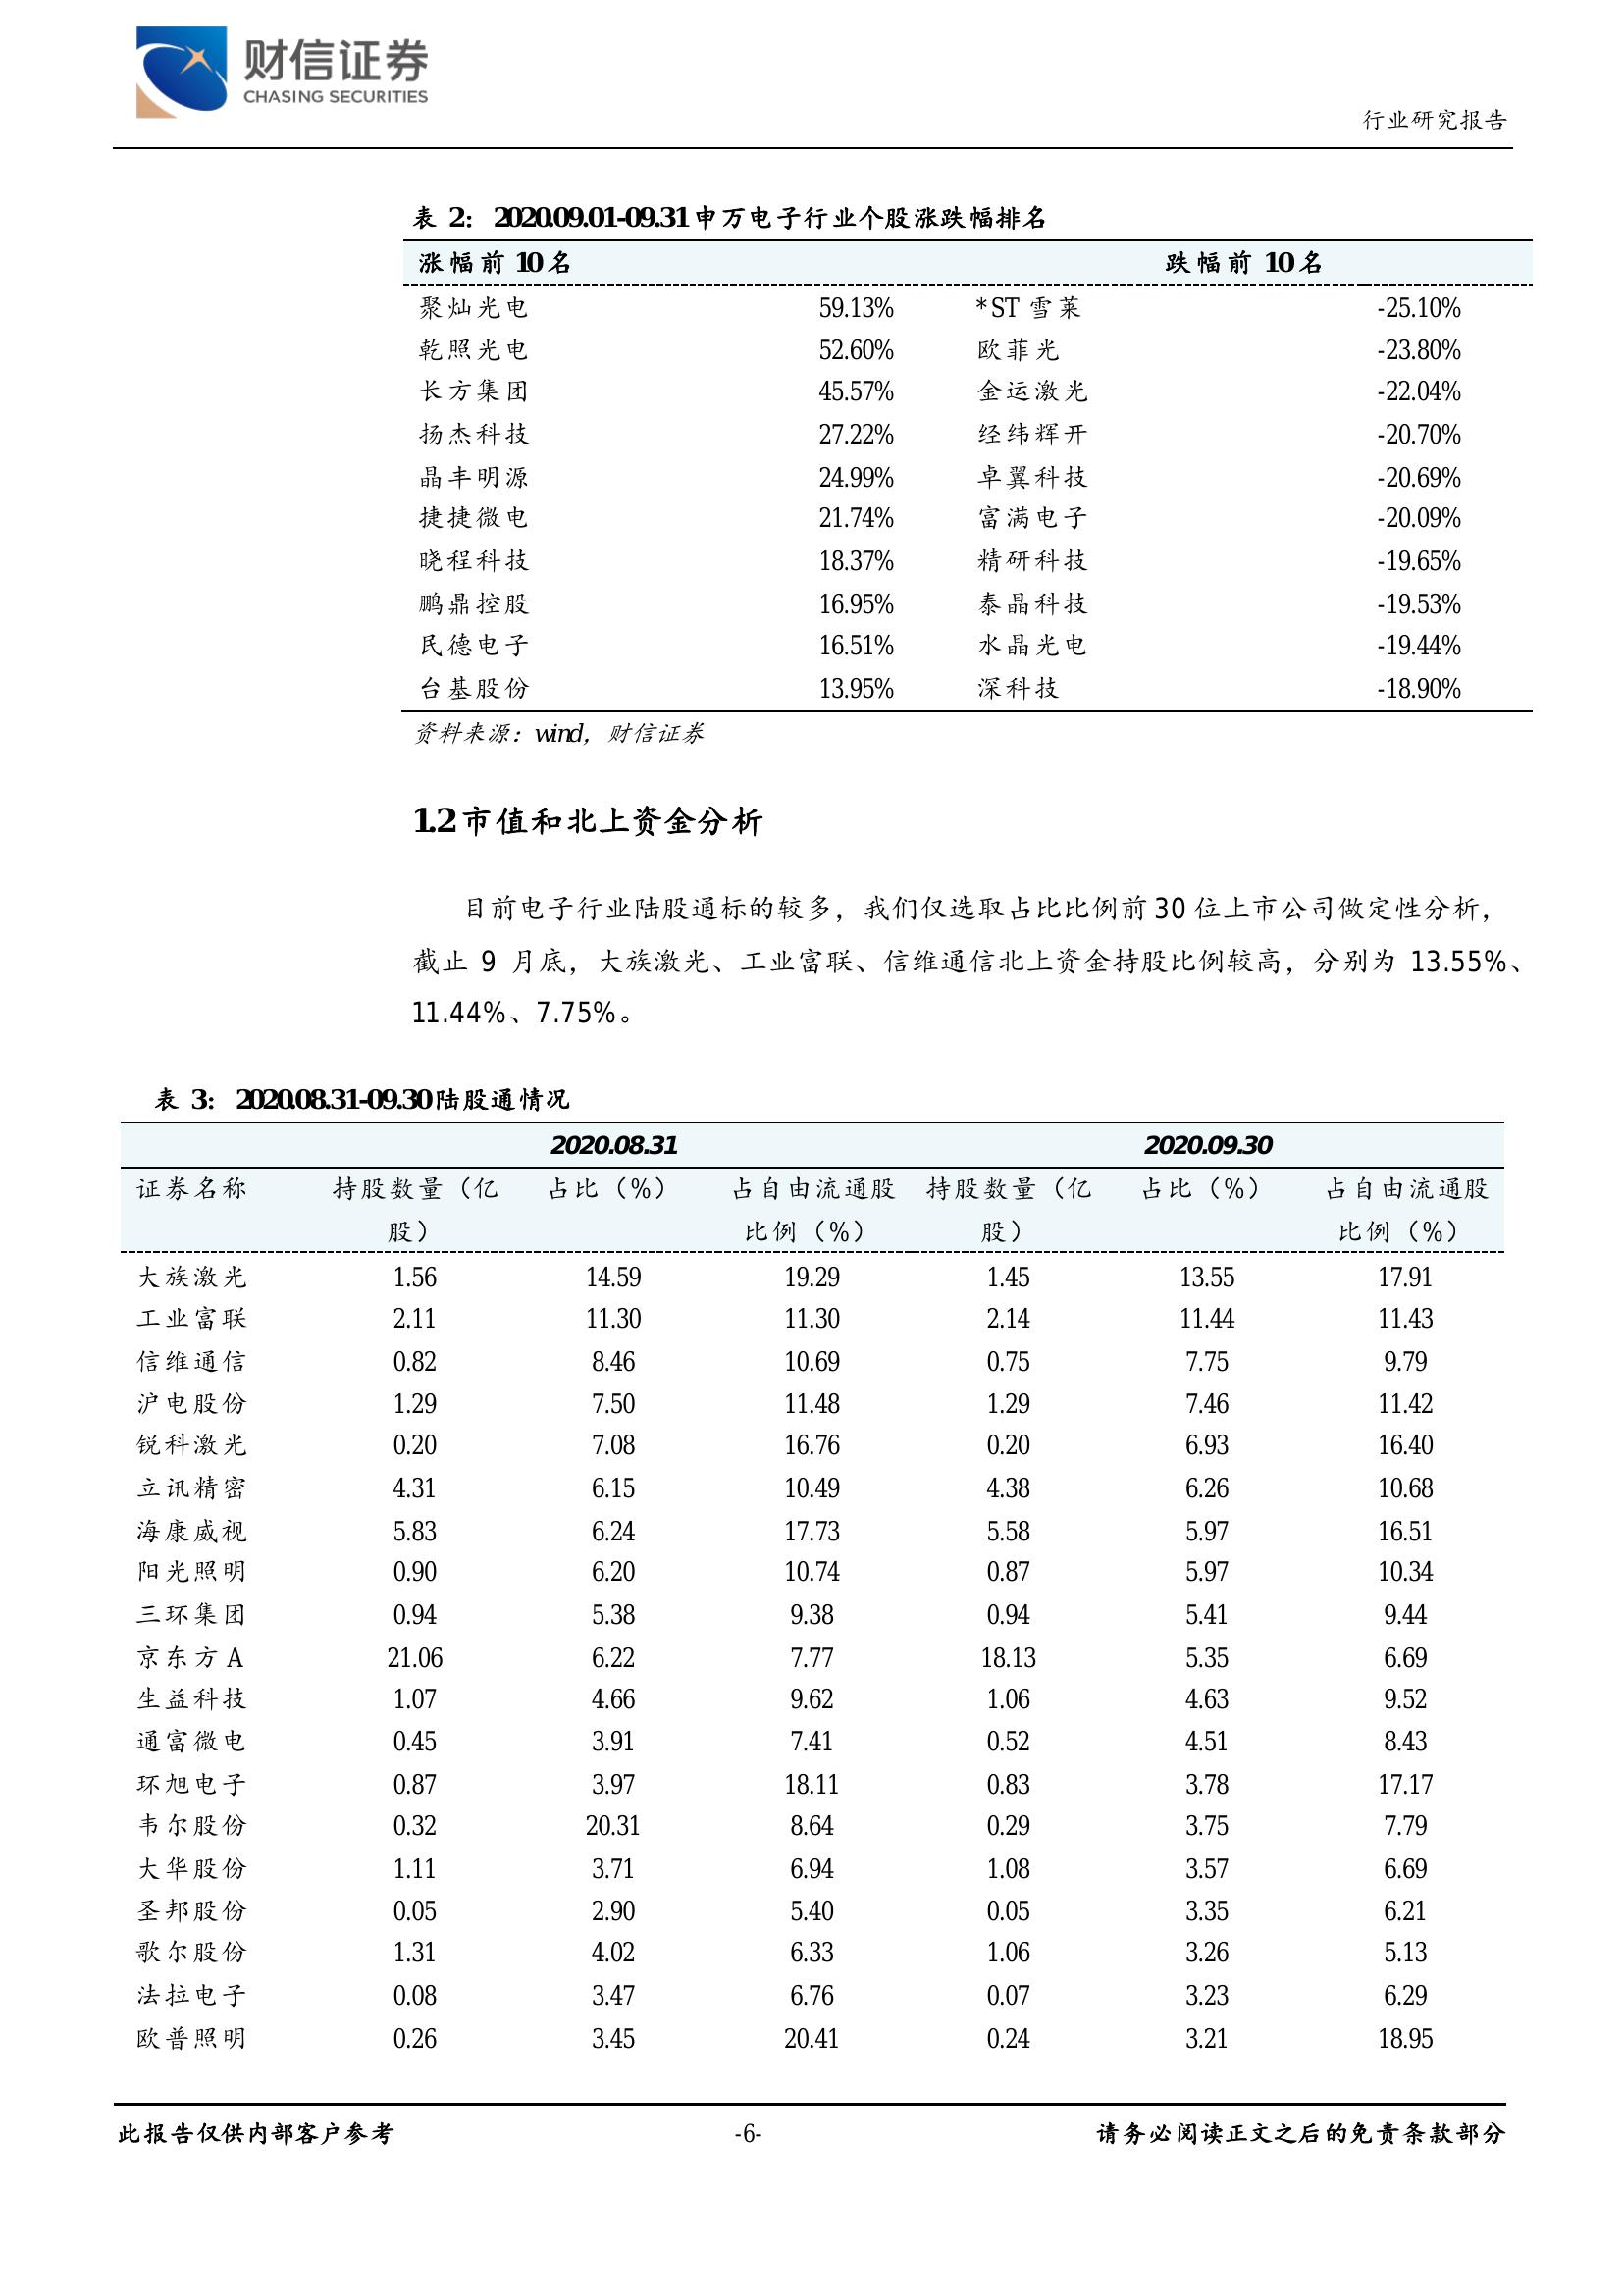 财信证券
CHASING SECURITIES
行业研究报告
表 2: 2020.09.01-09.31 申万电子行业个股涨跌幅排名
涨幅前 10 名 跌幅前 10 名
聚灿光电 59.13% *ST 雪莱 -25.10%
乾照光电 52.60% 欧菲光 -23.80%
长方集团 45.57% 金运激光 -22.04%
扬杰科技 27.22% 经纬辉开 -20.70%
晶丰明源 24.99% 卓翼科技 -20.69%
捷捷微电 21.74% 富满电子 -20.09%
晓程科技 18.37% 精研科技 -19.65%
鹏鼎控股 16.95% 泰晶科技 -19.53%
民德电子 16.51% 水晶光电 -19.44%
台基股份 13.95% 深科技 -18.90%
资料来源：wind，财信证券
1.2 市值和北上资金分析
目前电子行业陆股通标的较多，我们仅选取占比比例前 30 位上市公司做定性分析，
截止 9 月底，大族激光、工业富联、信维通信北上资金持股比例较高，分别为 13.55%、
11.44%、7.75%。
表 3: 2020.08.31-09.30 陆股通情况
2020.08.31 2020.09.30
证券名称 持股数量（亿 占比（%） 占自由流通股 持股数量（亿 占比（%） 占自由流通股
股） 比例（%） 股） 比例（%）
大族激光 1.56 14.59 19.29 1.45 13.55 17.91
工业富联 2.11 11.30 11.30 2.14 11.44 11.43
信维通信 0.82 8.46 10.69 0.75 7.75 9.79
沪电股份 1.29 7.50 11.48 1.29 7.46 11.42
锐科激光 0.20 7.08 16.76 0.20 6.93 16.40
立讯精密 4.31 6.15 10.49 4.38 6.26 10.68
海康威视 5.83 6.24 17.73 5.58 5.97 16.51
阳光照明 0.90 6.20 10.74 0.87 5.97 10.34
三环集团 0.94 5.38 9.38 0.94 5.41 9.44
京东方 A 21.06 6.22 7.77 18.13 5.35 6.69
生益科技 1.07 4.66 9.62 1.06 4.63 9.52
通富微电 0.45 3.91 7.41 0.52 4.51 8.43
环旭电子 0.87 3.97 18.11 0.83 3.78 17.17
韦尔股份 0.32 20.31 8.64 0.29 3.75 7.79
大华股份 1.11 3.71 6.94 1.08 3.57 6.69
圣邦股份 0.05 2.90 5.40 0.05 3.35 6.21
歌尔股份 1.31 4.02 6.33 1.06 3.26 5.13
法拉电子 0.08 3.47 6.76 0.07 3.23 6.29
欧普照明 0.26 3.45 20.41 0.24 3.21 18.95
此报告仅供内部客户参考 -6- 请务必阅读正文之后的免责条款部分